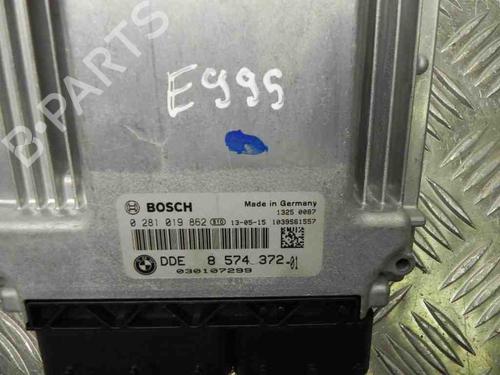 B-PARTS
E995
BOSCH
Made in Germany
1325 0087
0 281 019 862 B10 13-05-15 1039S61557
DDE 8 574 372-01
030107299